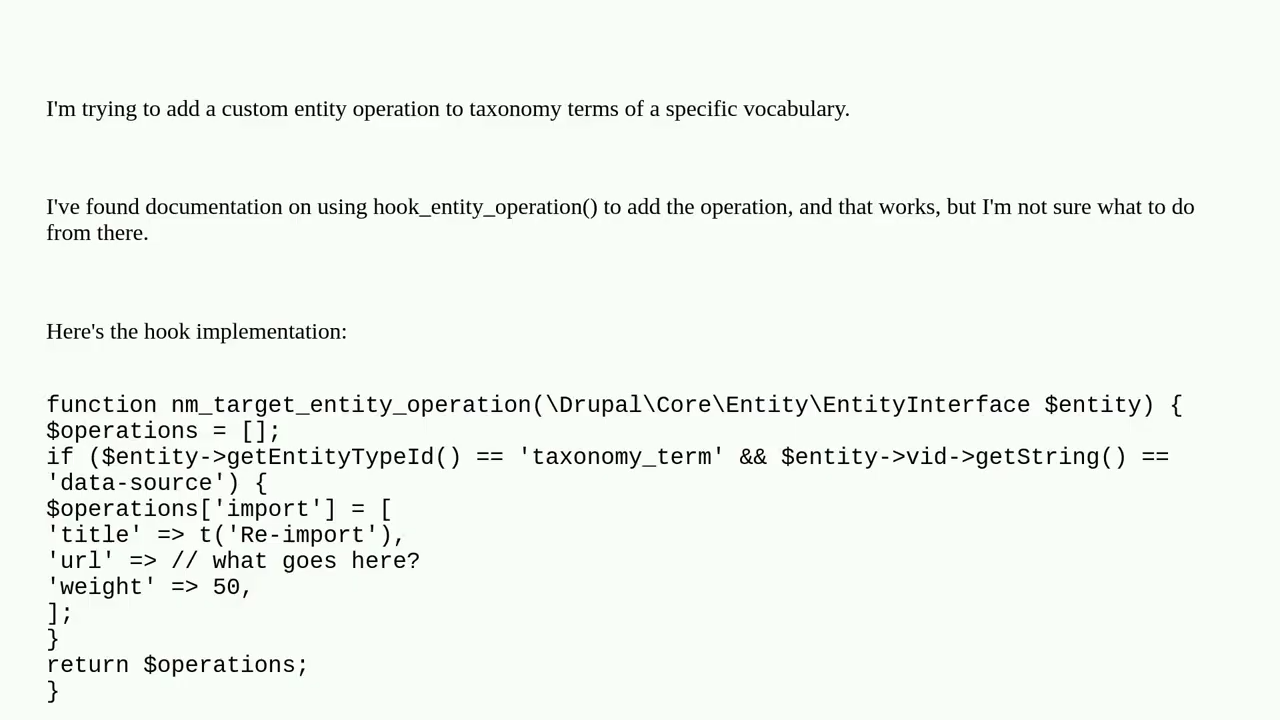 I'm trying to add a custom entity operation to taxonomy terms of a specific vocabulary.
I've found documentation on using hook_entity_operation() to add the operation, and that works, but I'm not sure what to do
from there.
Here's the hook implementation:
function nm_target_entity_operation(\Drupal\Core\Entity\EntityInterface $entity) {
$operations = [];
if ($entity->getEntityTypeId() == 'taxonomy_term' && $entity->vid->getString() ==
'data-source') {
$operations['import'] = [
'title' => t('Re-import'),
'url' => // what goes here?
'weight' => 50,
];
}
return $operations;
}